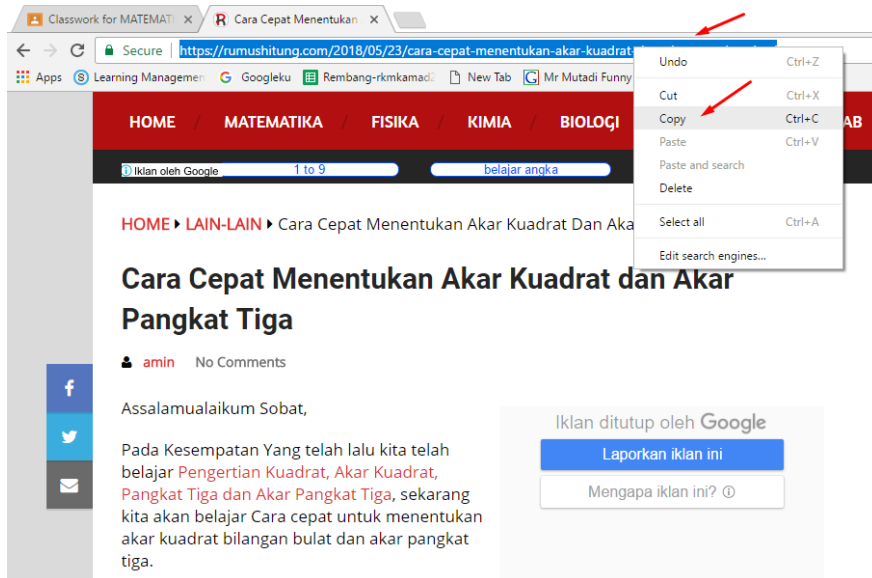 Classwork for MATEMATI
Cara Cepat Menentukan
Secure https://rumushitung.com/2018/05/23/cara-cepat-menentukan-akar-kuadrat-
Apps Learning Managemen Googleku Rembang-rkmkamad2 New Tab Mr Mutadi Funny
Undo Ctrl+Z
Cut Ctrl+X
Copy Ctrl+C
Paste Ctrl+V
Paste and search
Delete
Select all Ctrl+A
Edit search engines...
HOME / MATEMATIKA / FISIKA / KIMIA / BIOLOGI
AB
Iklan oleh Google 1 to 9 belajar angka
HOME LAIN-LAIN Cara Cepat Menentukan Akar Kuadrat Dan Aka
Cara Cepat Menentukan Akar Kuadrat dan Akar
Pangkat Tiga
amin No Comments
Assalamualaikum Sobat,
Pada Kesempatan Yang telah lalu kita telah
belajar Pengertian Kuadrat, Akar Kuadrat,
Pangkat Tiga dan Akar Pangkat Tiga, sekarang
kita akan belajar Cara cepat untuk menentukan
akar kuadrat bilangan bulat dan akar pangkat
tiga.
Iklan ditutup oleh Google
Laporkan iklan ini
Mengapa iklan ini?